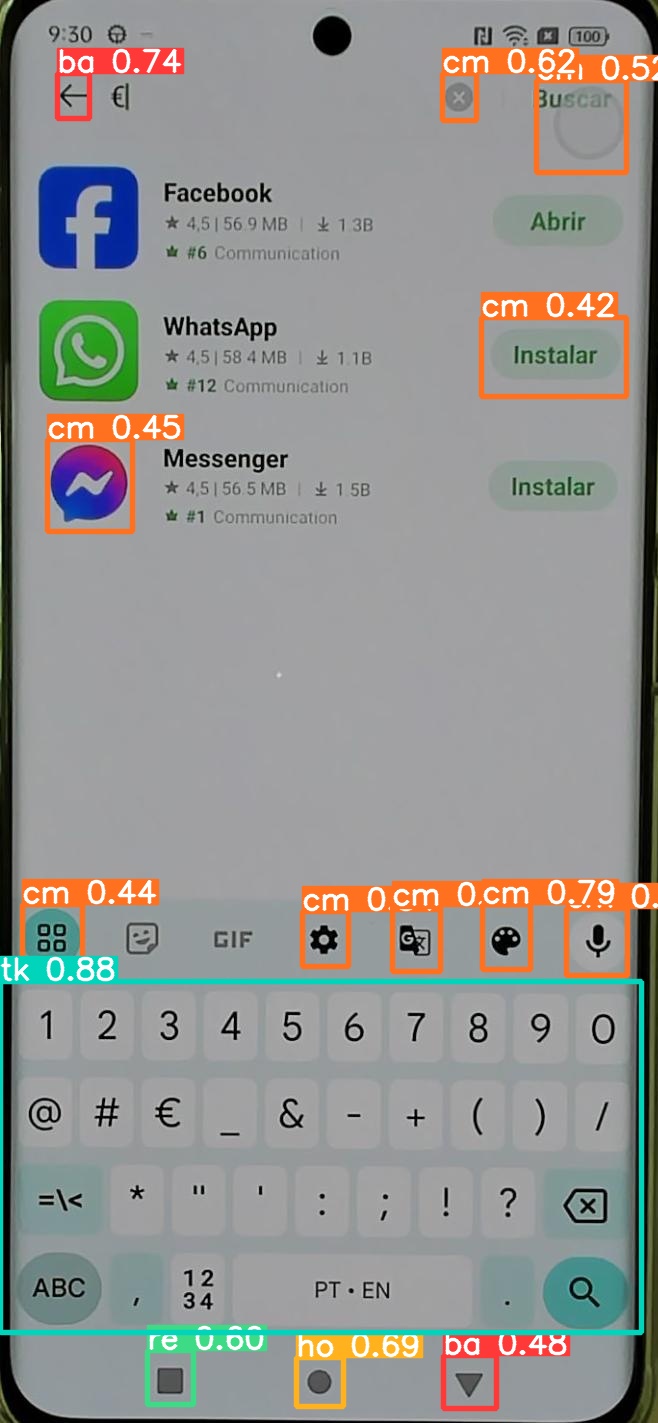 9:30 100
ba 0.74
cm 0.62
0.52
€
Buscar
Facebook
4,5 | 56.9 MB | 1.3B
#6 Communication
Abrir
WhatsApp
4,5 | 58.4 MB | 1.1B
#12 Communication
cm 0.42
Instalar
cm 0.45
Messenger
4,5 | 56.5 MB | 1.5B
#1 Communication
Instalar
cm 0.44
cm
cm
cm 0.79
GIF
tk 0.88
1 2 3 4 5 6 7 8 9 0
@ # € _ & - + ( ) /
=\< * " ' : ; ! ?
ABC , 12 34 PT • EN .
re 0.60
ho 0.69
ba 0.48